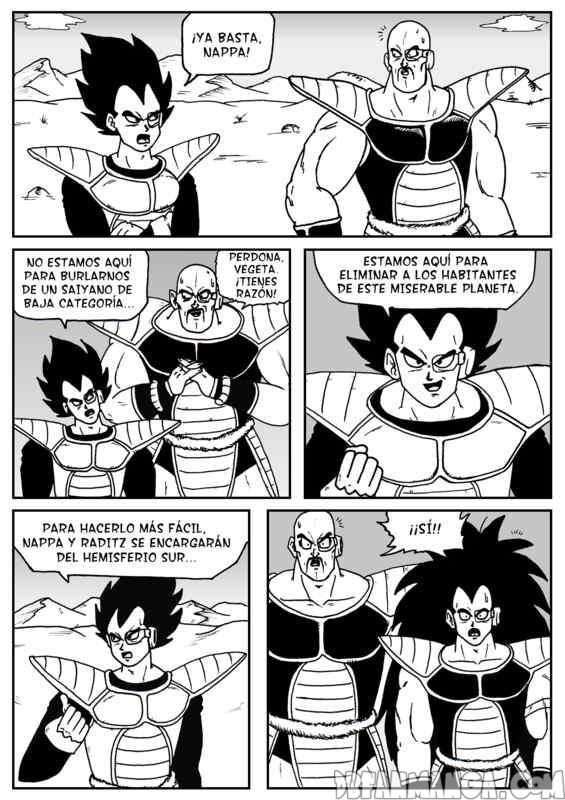 ¡YA BASTA,
NAPPA!
NO ESTAMOS AQUÍ
PARA BURLARNOS
DE UN SAIYANO DE
BAJA CATEGORÍA...
PERDONA,
VEGETA.
¡TIENES
RAZÓN!
ESTAMOS AQUÍ PARA
ELIMINAR A LOS HABITANTES
DE ESTE MISERABLE PLANETA.
PARA HACERLO MÁS FÁCIL,
NAPPA Y RADITZ SE ENCARGARÁN
DEL HEMISFERIO SUR...
¡¡SÍ!!
DBFANMANGA.COM